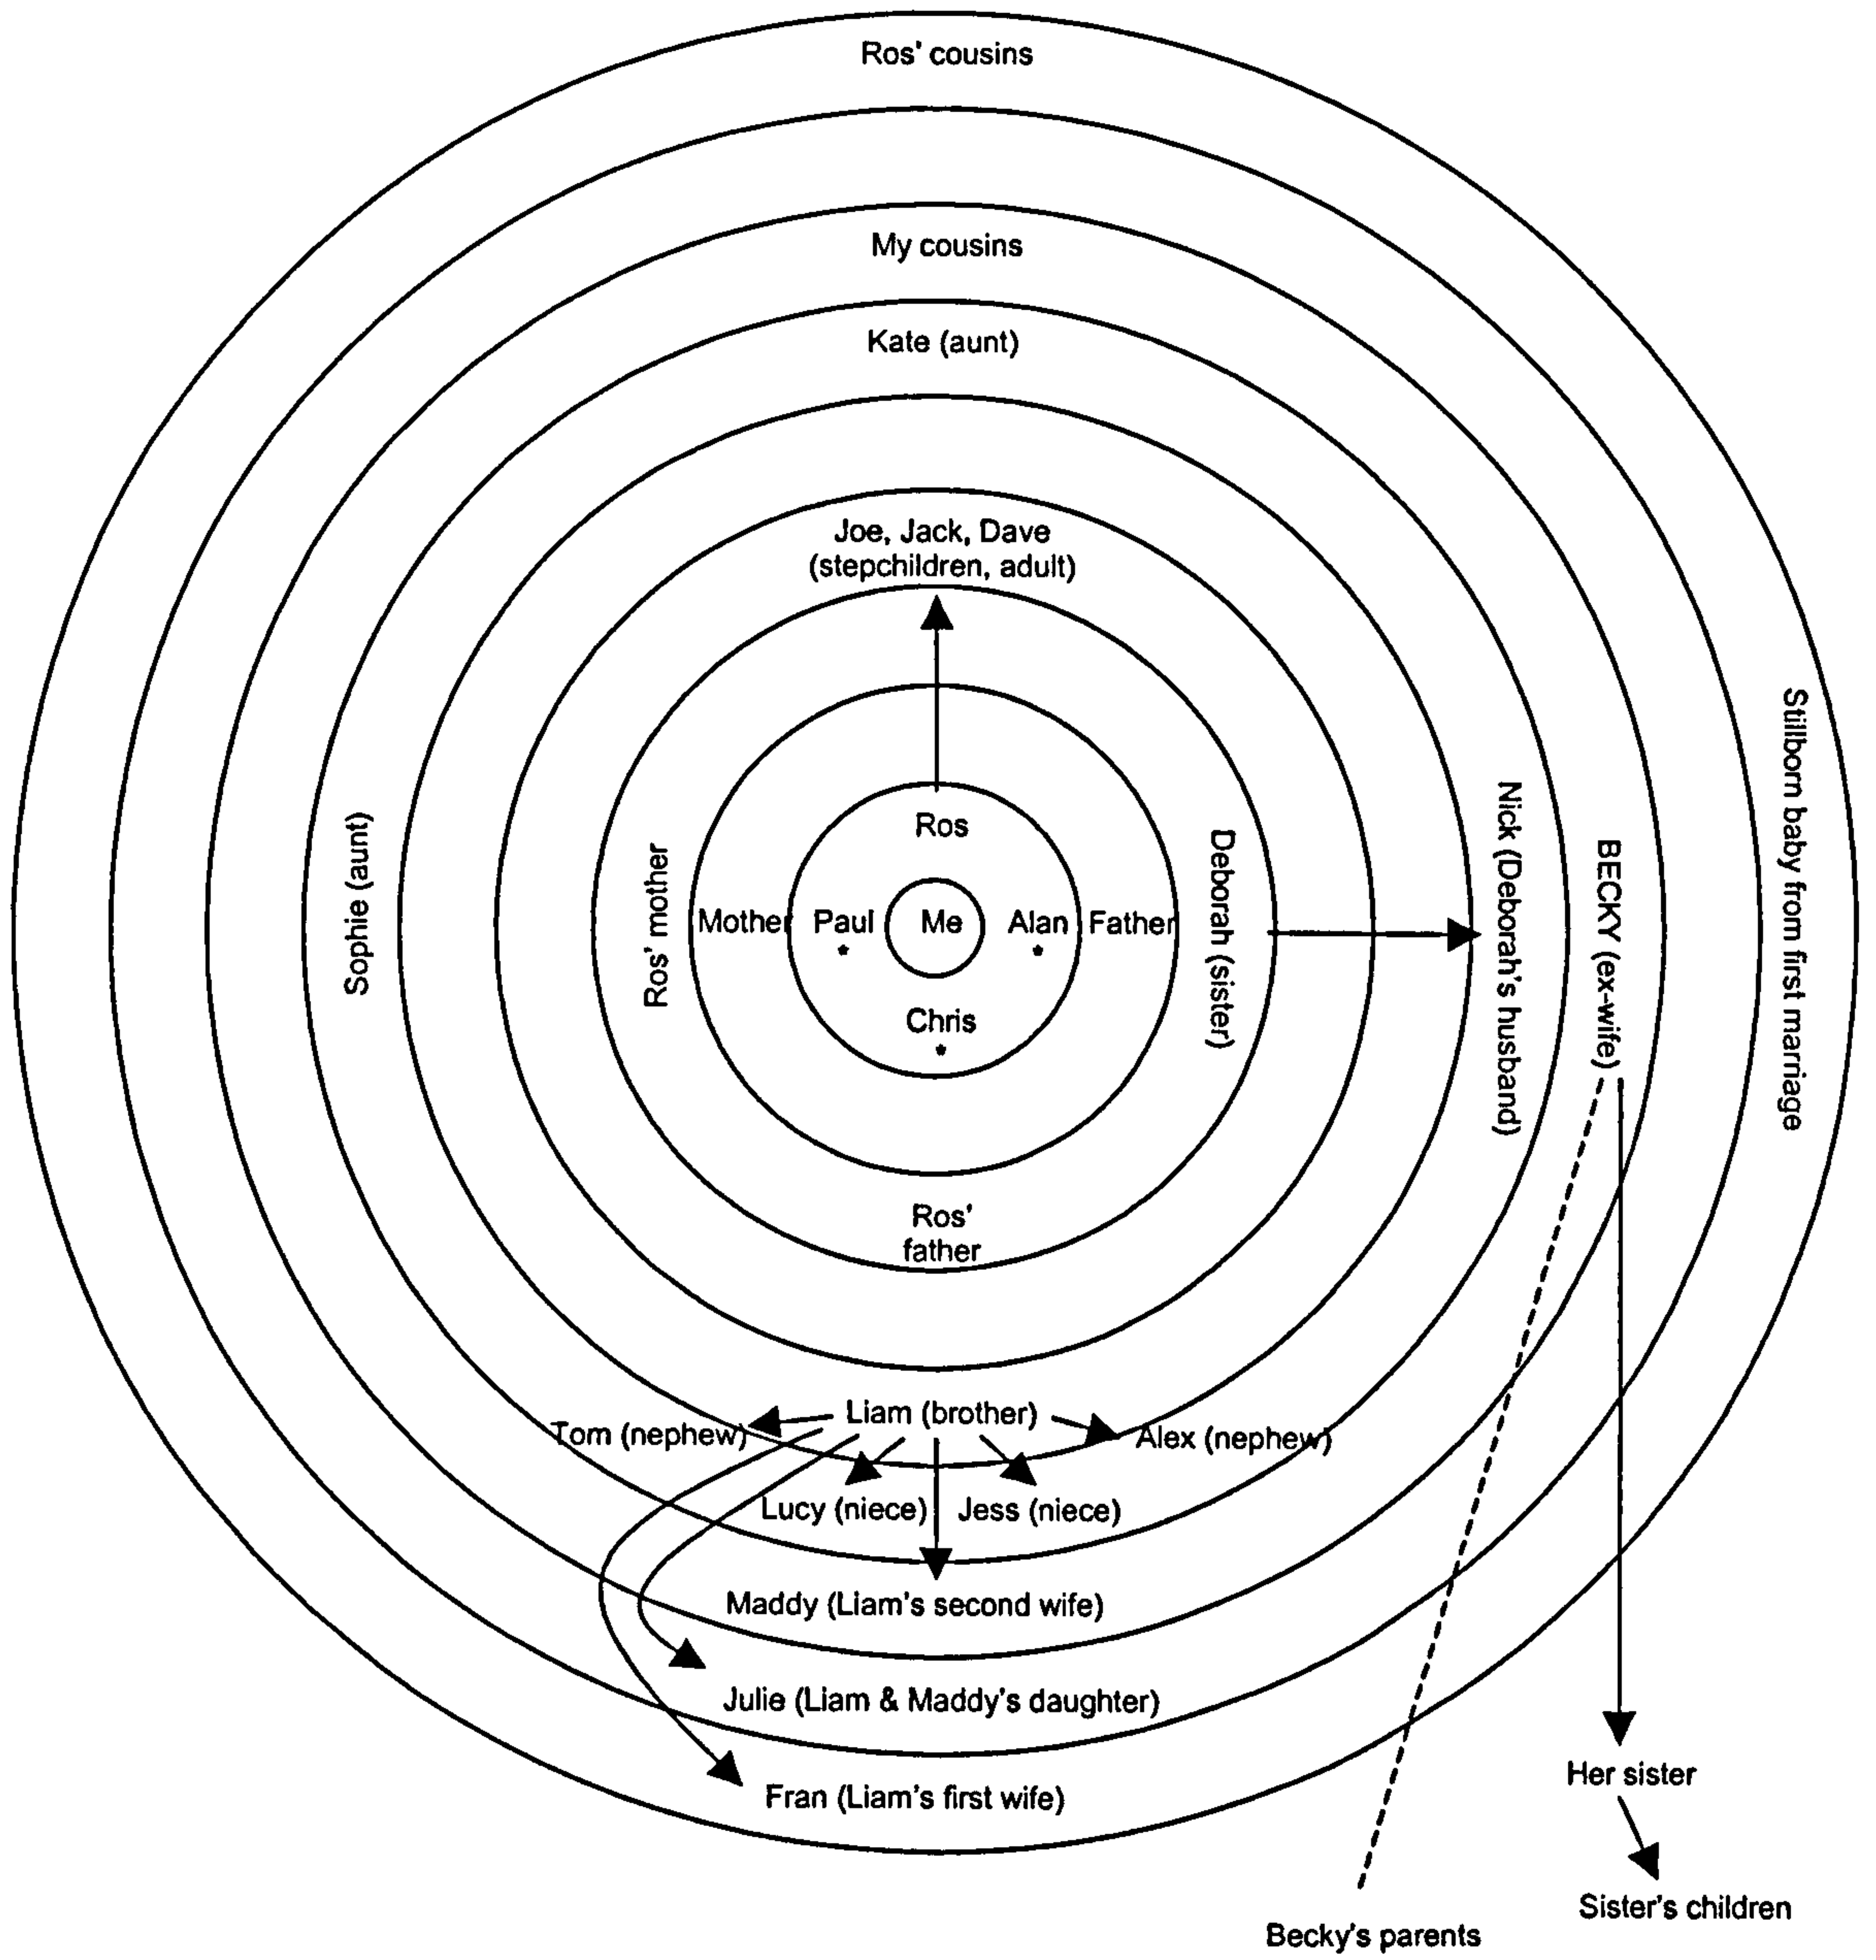 Ros' cousins
My cousins
Kate (aunt)
Joe, Jack, Dave
(stepchildren, adult)
Stillborn baby from first marriage
Nick (Deborah's husband)
BECKY (ex-wife)
Sophie (aunt)
Ros' mother
Deborah (sister)
Ros
Mother
Paul
*
Me
Alan
*
Father
Chris
*
Ros'
father
Liam (brother)
Tom (nephew)
Alex (nephew)
Lucy (niece)
Jess (niece)
Maddy (Liam's second wife)
Julie (Liam & Maddy's daughter)
Fran (Liam's first wife)
Her sister
Sister's children
Becky's parents